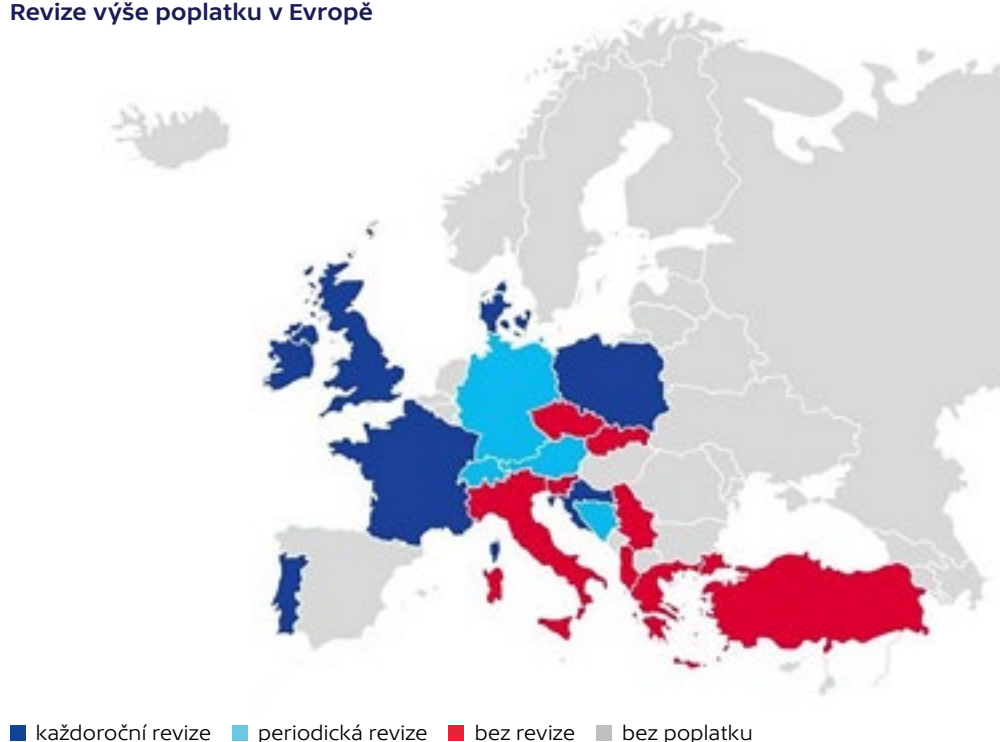 Revize výše poplatku v Evropě
každoroční revize periodická revize bez revize bez poplatku